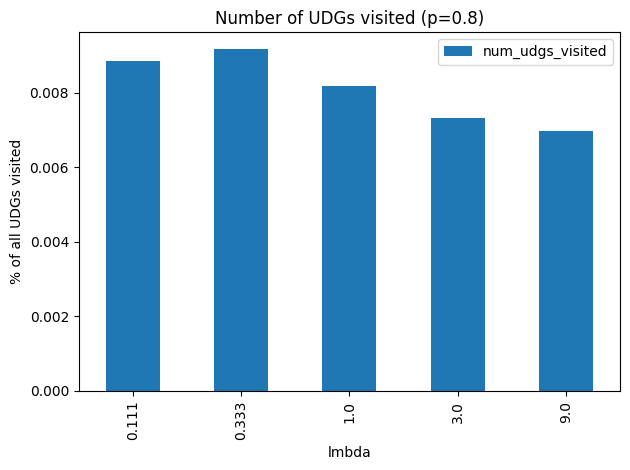 Number of UDGs visited (p=0.8)
num_udgs_visited
% of all UDGs visited
0.008
0.006
0.004
0.002
0.000
0.111
0.333
1.0
3.0
9.0
lmbda